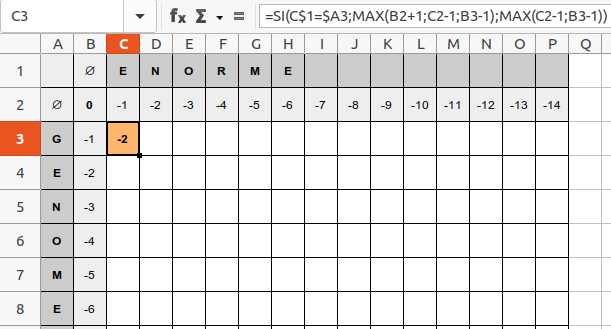 C3 fx Σ = =SI(C$1=$A3;MAX(B2+1;C2-1;B3-1);MAX(C2-1;B3-1))
A B C D E F G H I J K L M N O P Q
1 ∅ E N O R M E
2 ∅ 0 -1 -2 -3 -4 -5 -6 -7 -8 -9 -10 -11 -12 -13 -14
3 G -1 -2
4 E -2
5 N -3
6 O -4
7 M -5
8 E -6